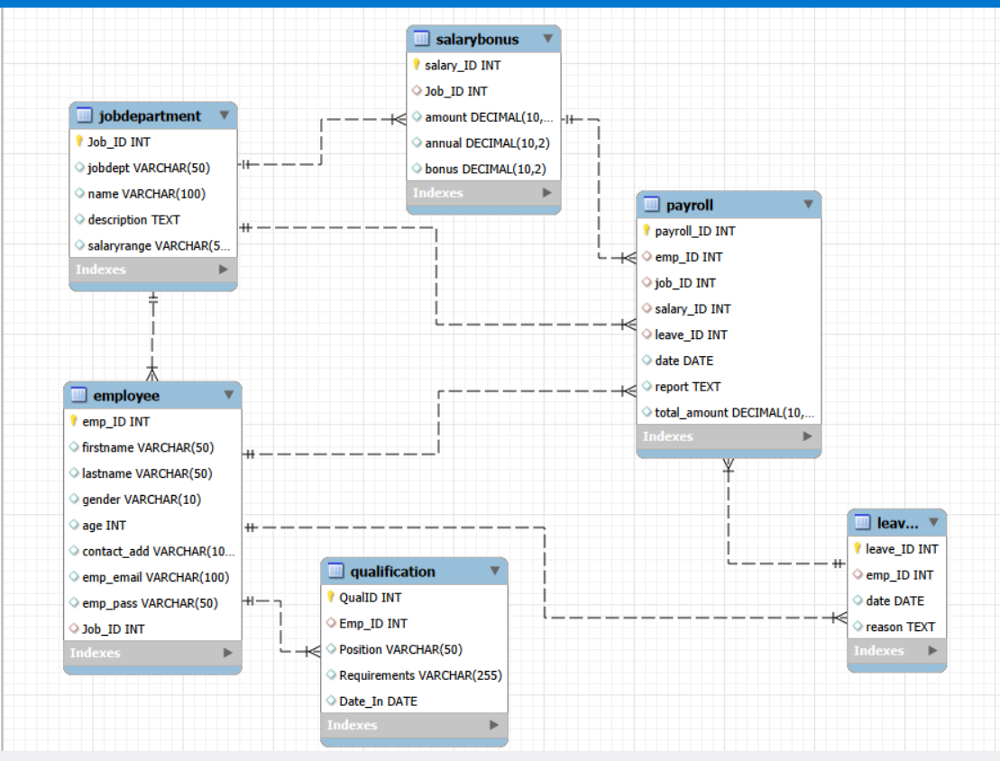 salarybonus
salary_ID INT
Job_ID INT
amount DECIMAL(10,...
annual DECIMAL(10,2)
bonus DECIMAL(10,2)
Indexes
jobdepartment
Job_ID INT
jobdept VARCHAR(50)
name VARCHAR(100)
description TEXT
salaryrange VARCHAR(5...
Indexes
payroll
payroll_ID INT
emp_ID INT
job_ID INT
salary_ID INT
leave_ID INT
date DATE
report TEXT
total_amount DECIMAL(10,...
Indexes
employee
emp_ID INT
firstname VARCHAR(50)
lastname VARCHAR(50)
gender VARCHAR(10)
age INT
contact_add VARCHAR(10...
emp_email VARCHAR(100)
emp_pass VARCHAR(50)
Job_ID INT
Indexes
qualification
QualID INT
Emp_ID INT
Position VARCHAR(50)
Requirements VARCHAR(255)
Date_In DATE
Indexes
leav...
leave_ID INT
emp_ID INT
date DATE
reason TEXT
Indexes